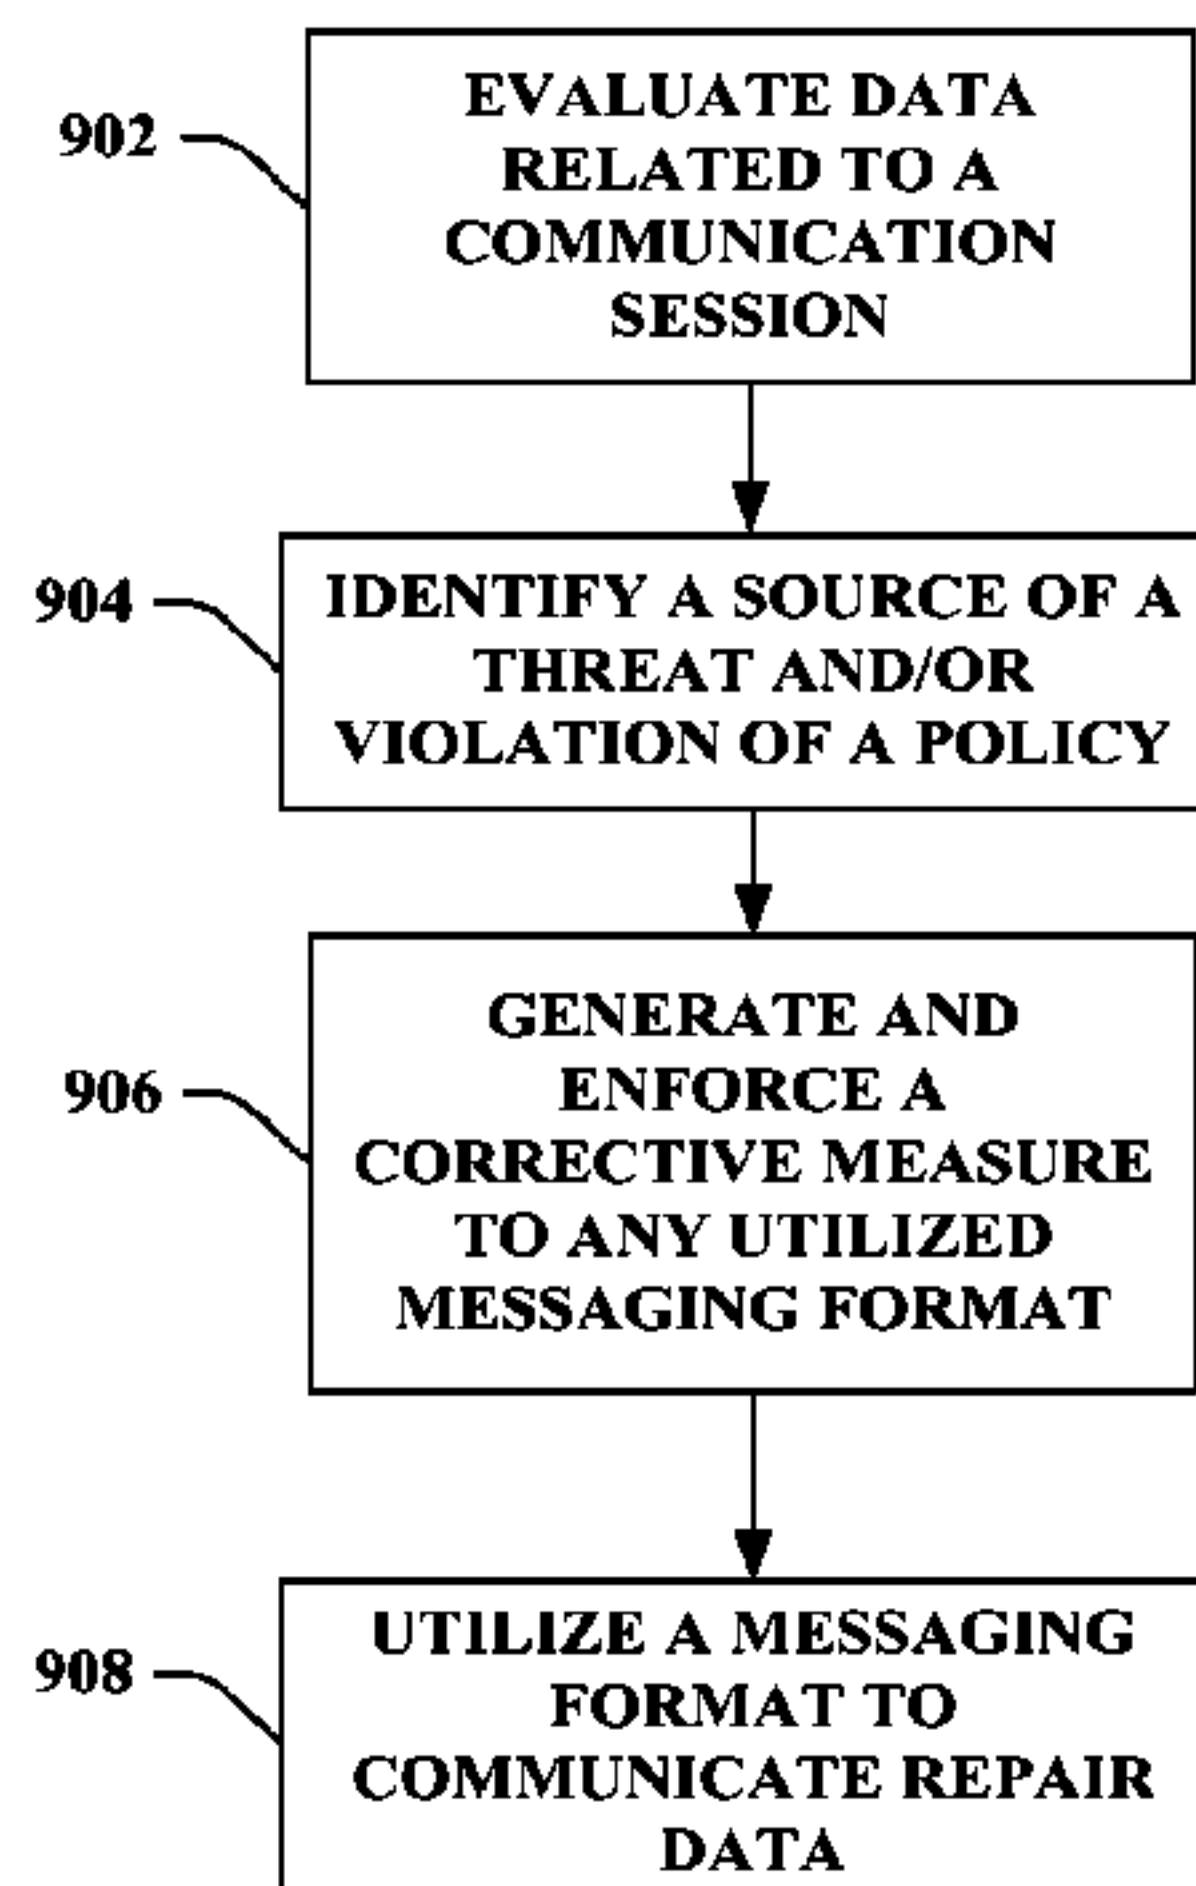 902
EVALUATE DATA
RELATED TO A
COMMUNICATION
SESSION
904
IDENTIFY A SOURCE OF A
THREAT AND/OR
VIOLATION OF A POLICY
906
GENERATE AND
ENFORCE A
CORRECTIVE MEASURE
TO ANY UTILIZED
MESSAGING FORMAT
908
UTILIZE A MESSAGING
FORMAT TO
COMMUNICATE REPAIR
DATA